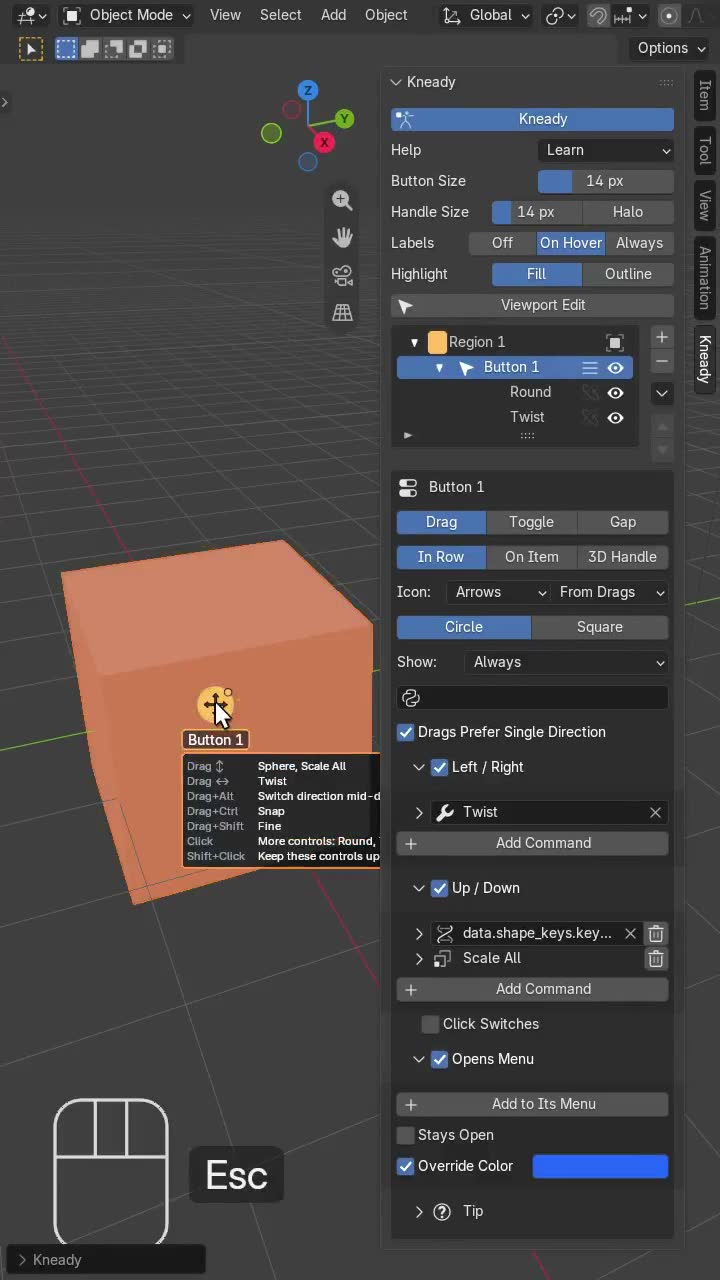 Object Mode View Select Add Object Global
Options
Kneady
Kneady
Help Learn
Button Size 14 px
Handle Size 14 px Halo
Labels Off On Hover Always
Highlight Fill Outline
Viewport Edit
Region 1
Button 1
Round
Twist
Button 1
Drag Toggle Gap
In Row On Item 3D Handle
Icon: Arrows From Drags
Circle Square
Show: Always
Drags Prefer Single Direction
Left / Right
Twist
Add Command
Up / Down
data.shape_keys.key...
Scale All
Add Command
Click Switches
Opens Menu
Add to Its Menu
Stays Open
Override Color
Tip
Item
Tool
View
Animation
Kneady
Z
Y
X
Button 1
Drag ↕ Sphere, Scale All
Drag ↔ Twist
Drag+Alt Switch direction mid-d
Drag+Ctrl Snap
Drag+Shift Fine
Click More controls: Round,
Shift+Click Keep these controls up
Esc
Kneady